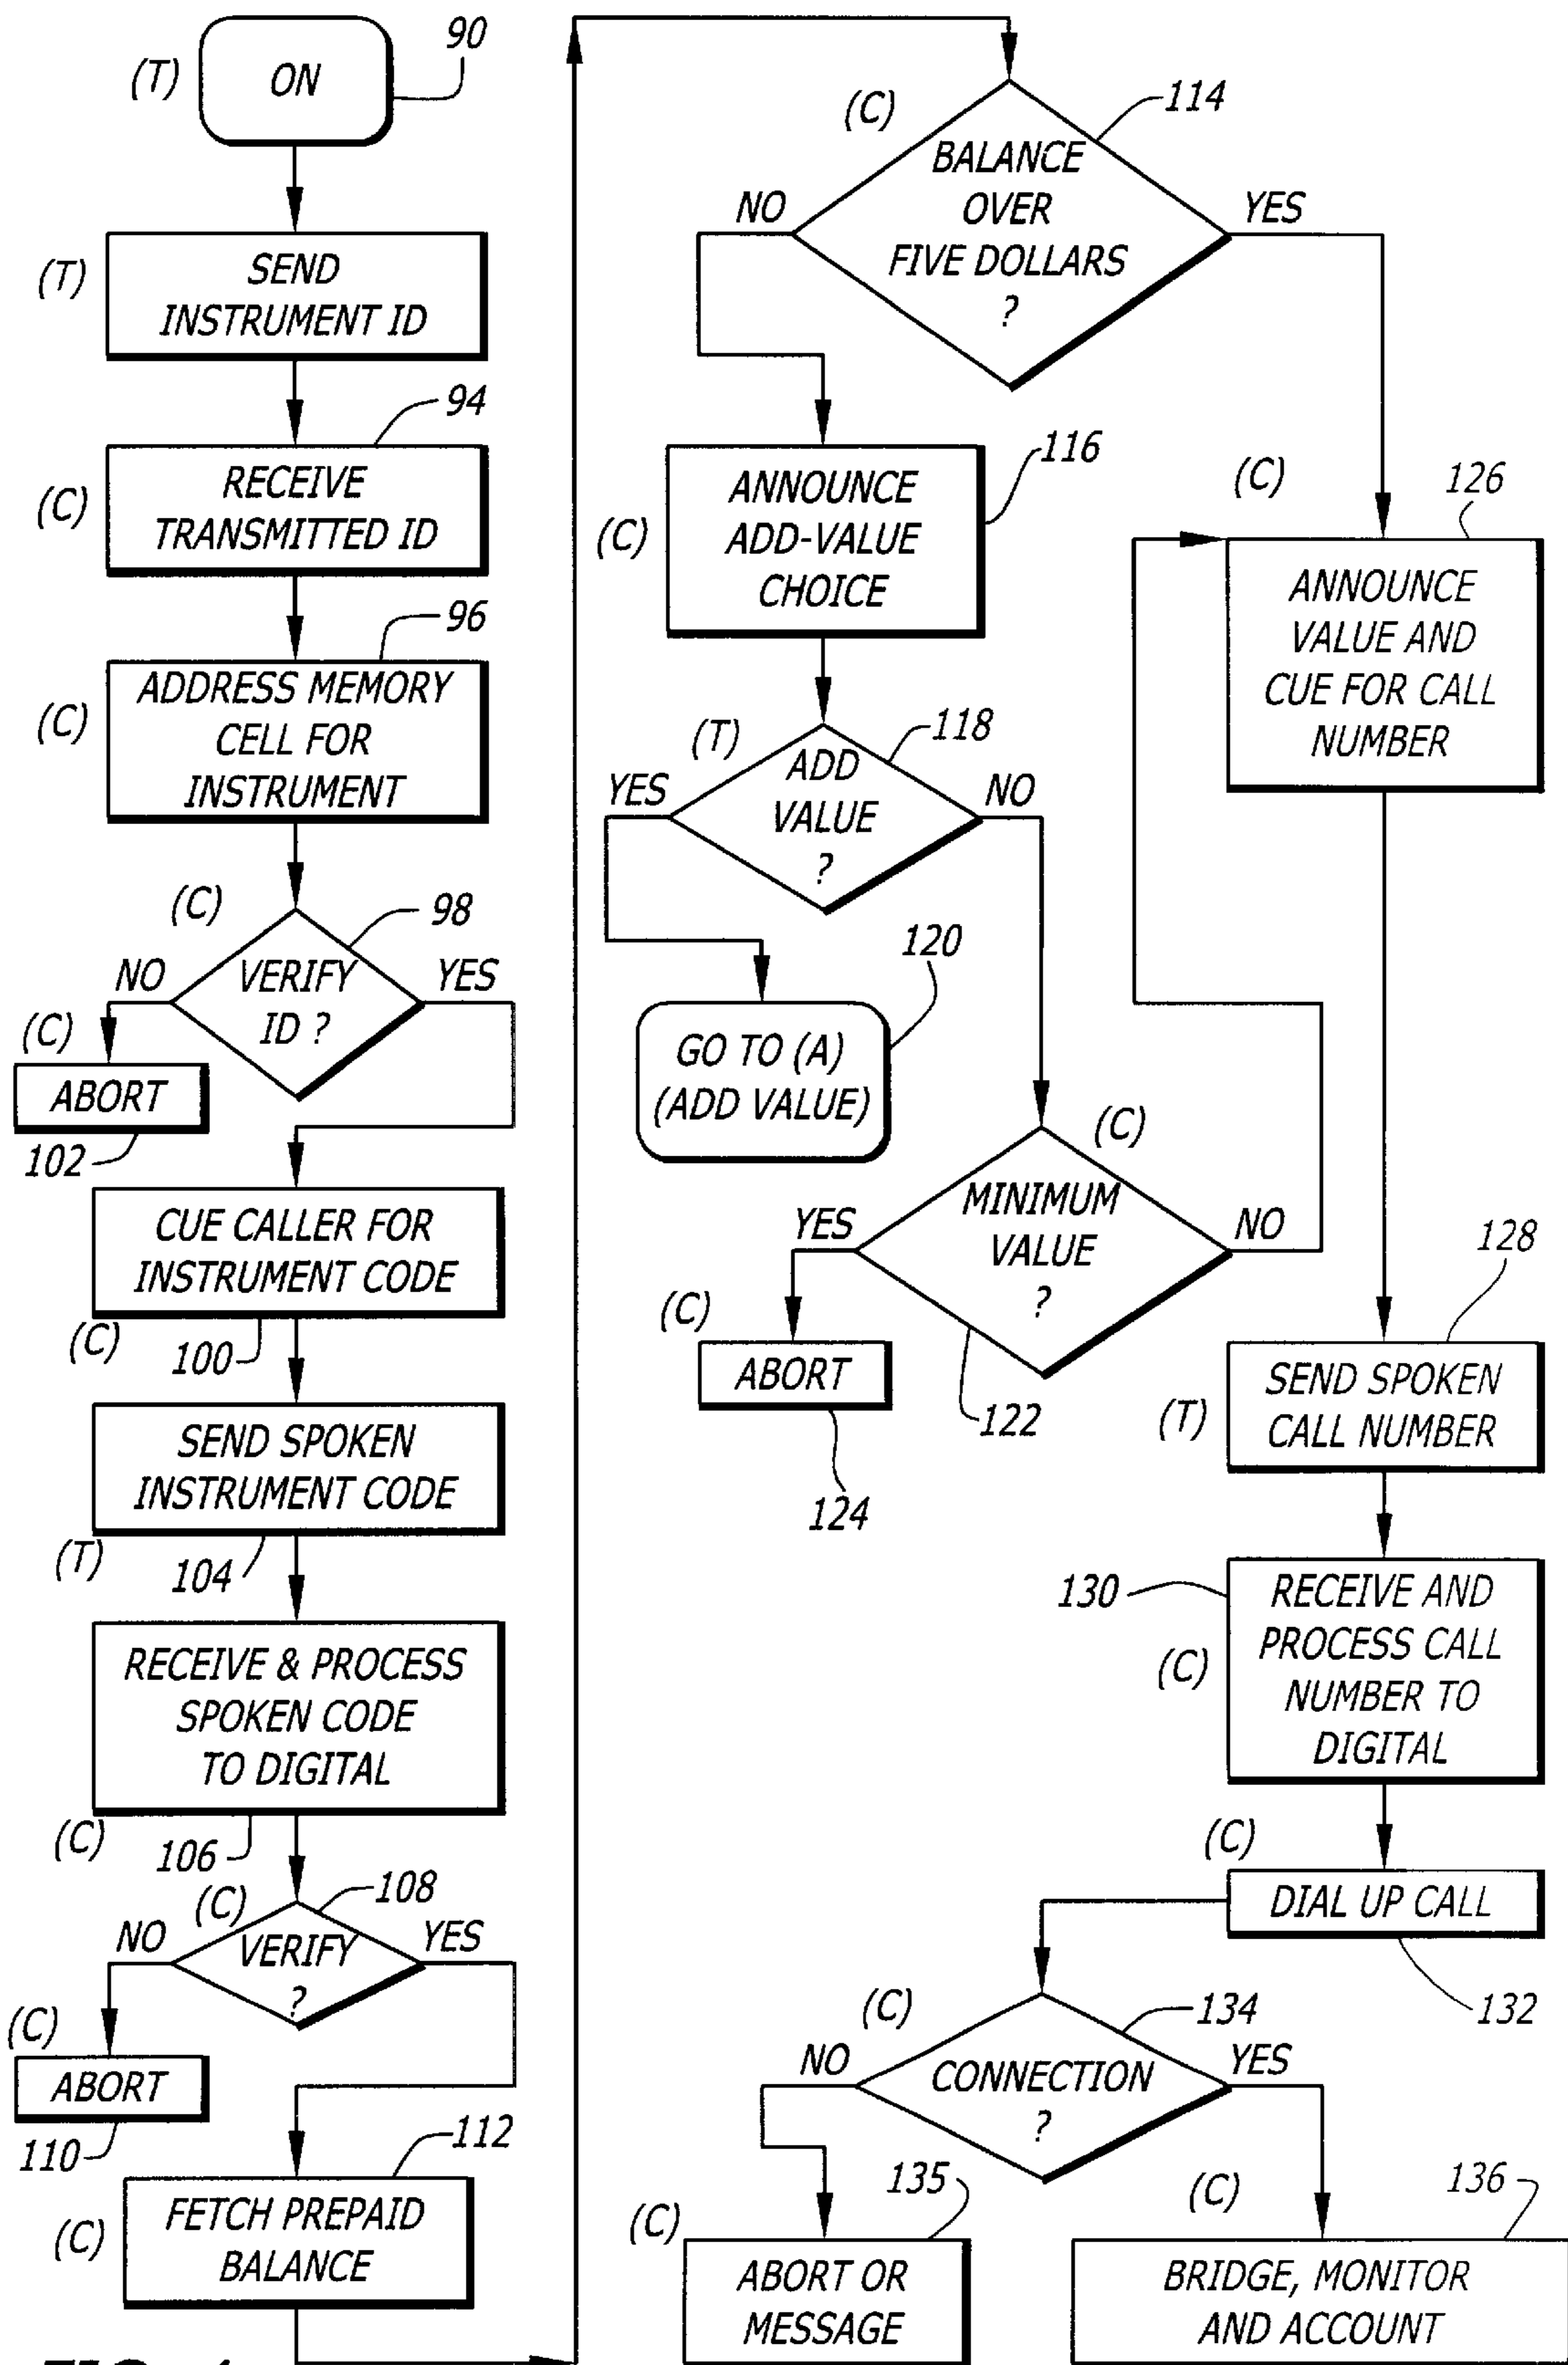 (T)
ON
90
(T)
SEND
INSTRUMENT ID
94
(C)
RECEIVE
TRANSMITTED ID
96
(C)
ADDRESS MEMORY
CELL FOR
INSTRUMENT
(C)
98
NO
VERIFY
ID ?
YES
(C)
ABORT
102
CUE CALLER FOR
INSTRUMENT CODE
(C)
100
SEND SPOKEN
INSTRUMENT CODE
(T)
104
RECEIVE & PROCESS
SPOKEN CODE
TO DIGITAL
(C)
106
(C)
108
NO
VERIFY
?
YES
(C)
ABORT
110
112
(C)
FETCH PREPAID
BALANCE
(C)
114
BALANCE
OVER
FIVE DOLLARS
?
NO
YES
116
(C)
ANNOUNCE
ADD-VALUE
CHOICE
(T)
118
YES
ADD
VALUE
?
NO
120
GO TO (A)
(ADD VALUE)
(C)
YES
MINIMUM
VALUE
?
NO
122
(C)
ABORT
124
(C)
126
ANNOUNCE
VALUE AND
CUE FOR CALL
NUMBER
128
(T)
SEND SPOKEN
CALL NUMBER
130
(C)
RECEIVE AND
PROCESS CALL
NUMBER TO
DIGITAL
(C)
DIAL UP CALL
132
(C)
134
NO
CONNECTION
?
YES
135
(C)
ABORT OR
MESSAGE
(C)
136
BRIDGE, MONITOR
AND ACCOUNT